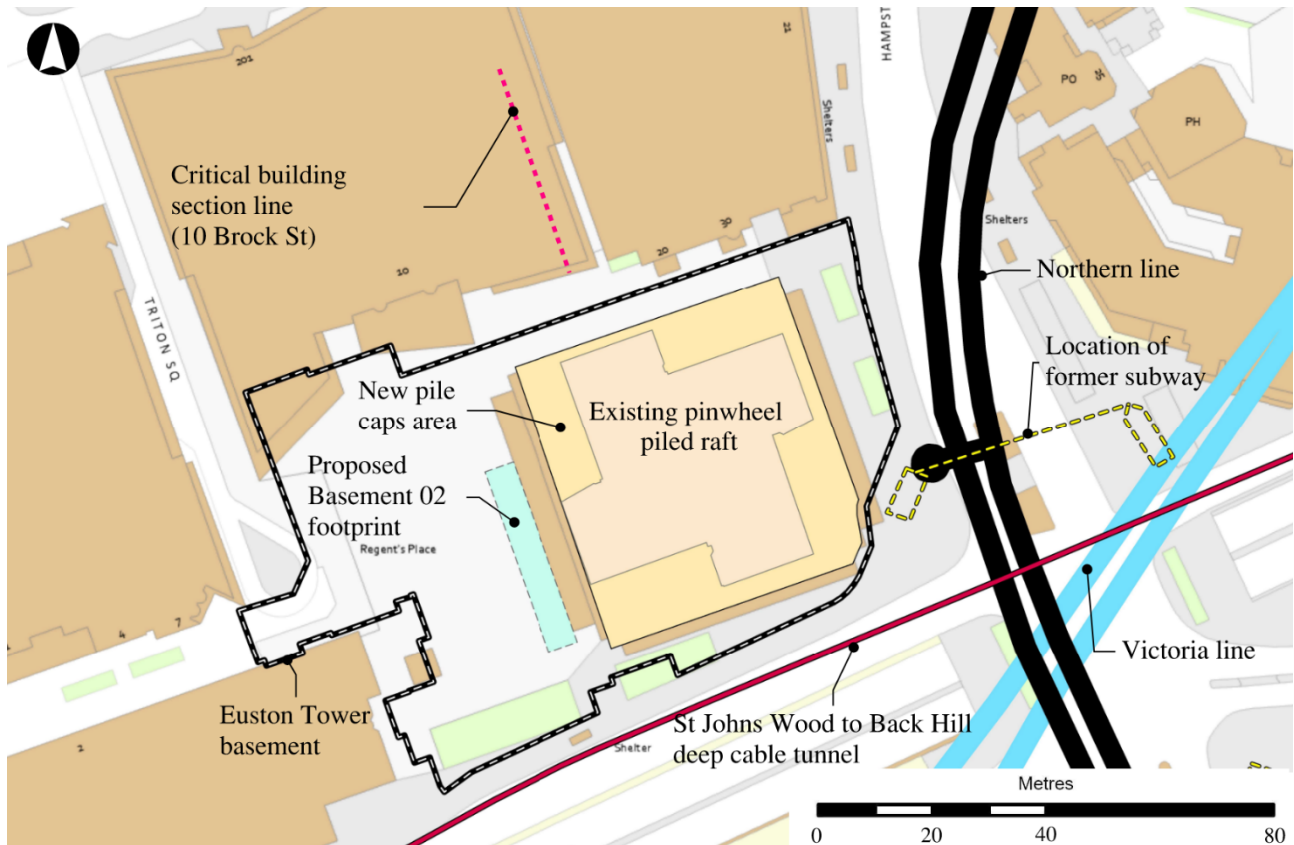 201
21
HAMPST
PO
25
PH
Shelters
Critical building
section line
(10 Brock St)
Shelters
30
20
10
Northern line
TRITON SQ
Location of
former subway
New pile
caps area
Existing pinwheel
piled raft
Proposed
Basement 02
footprint
Regent's Place
4
7
Victoria line
Euston Tower
basement
2
Shelter
St Johns Wood to Back Hill
deep cable tunnel
Metres
0
20
40
80